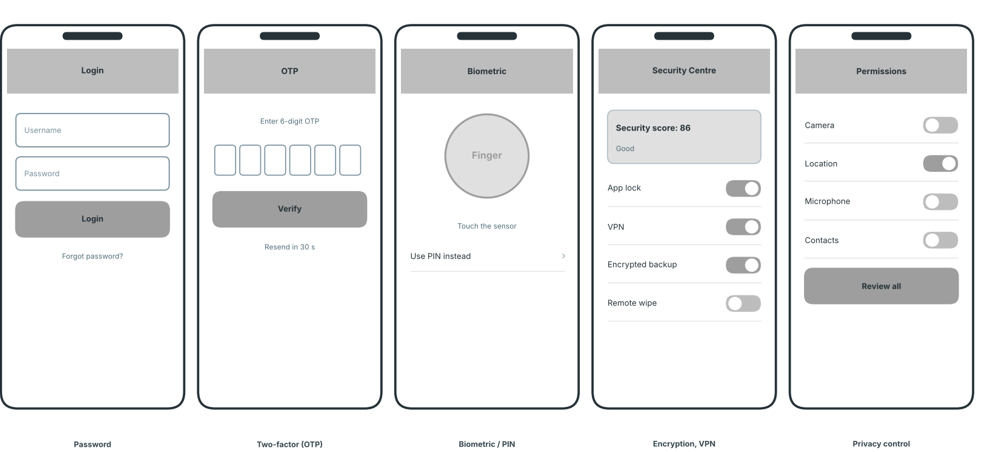 Login
Username
Password
Login
Forgot password?
Password
OTP
Enter 6-digit OTP
Verify
Resend in 30 s
Two-factor (OTP)
Biometric
Finger
Touch the sensor
Use PIN instead
Biometric / PIN
Security Centre
Security score: 86
Good
App lock
VPN
Encrypted backup
Remote wipe
Encryption, VPN
Permissions
Camera
Location
Microphone
Contacts
Review all
Privacy control